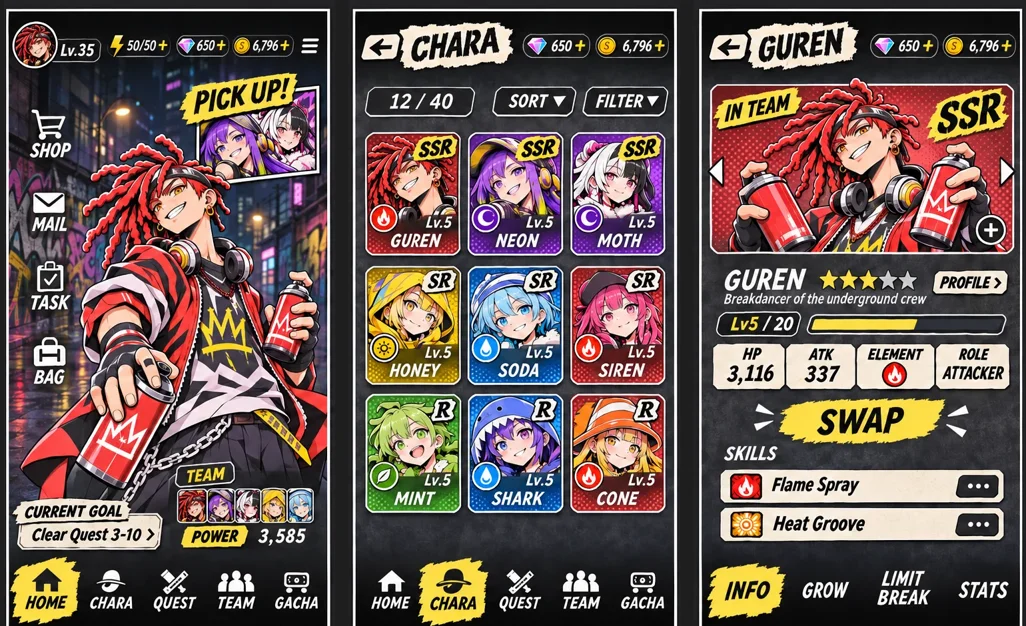 Lv.35
50/50+
650+
6,796+
PICK UP!
SHOP
MAIL
TASK
BAG
TEAM
CURRENT GOAL
Clear Quest 3-10 >
POWER 3,585
HOME
CHARA
QUEST
TEAM
GACHA
CHARA
650+
S 6,796+
12 / 40
SORT ▼
FILTER ▼
SSR
Lv.5
GUREN
SSR
Lv.5
NEON
SSR
Lv.5
MOTH
SR
Lv.5
HONEY
SR
Lv.5
SODA
SR
Lv.5
SIREN
R
Lv.5
MINT
R
Lv.5
SHARK
R
Lv.5
CONE
HOME
CHARA
QUEST
TEAM
GACHA
GUREN
650+
S 6,796+
IN TEAM
SSR
GUREN
PROFILE >
Breakdancer of the underground crew
Lv5 / 20
HP
3,116
ATK
337
ELEMENT
ROLE
ATTACKER
SWAP
SKILLS
Flame Spray
Heat Groove
INFO
GROW
LIMIT
BREAK
STATS